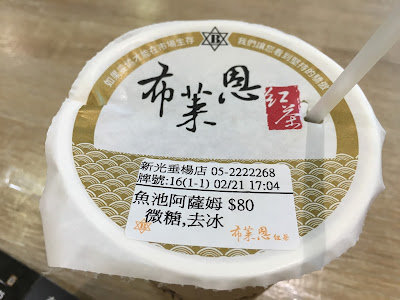 布萊恩
紅茶
新光垂楊店 05-2222268
牌號:16(1-1) 02/21 17:04
魚池阿薩姆 $80
微糖,去冰
布萊恩紅茶